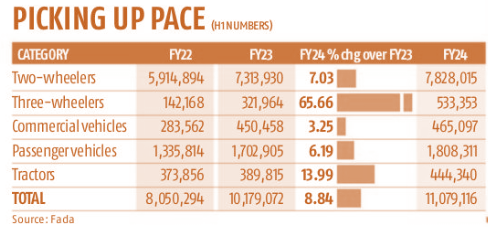 PICKING UP PACE (H1 NUMBERS)
CATEGORY FY22 FY23 FY24 % chg over FY23 FY24
Two-wheelers 5,914,894 7,313,930 7.03 7,828,015
Three-wheelers 142,168 321,964 65.66 533,353
Commercial vehicles 283,562 450,458 3.25 465,097
Passenger vehicles 1,335,814 1,702,905 6.19 1,808,311
Tractors 373,856 389,815 13.99 444,340
TOTAL 8,050,294 10,179,072 8.84 11,079,116
Source: Fada